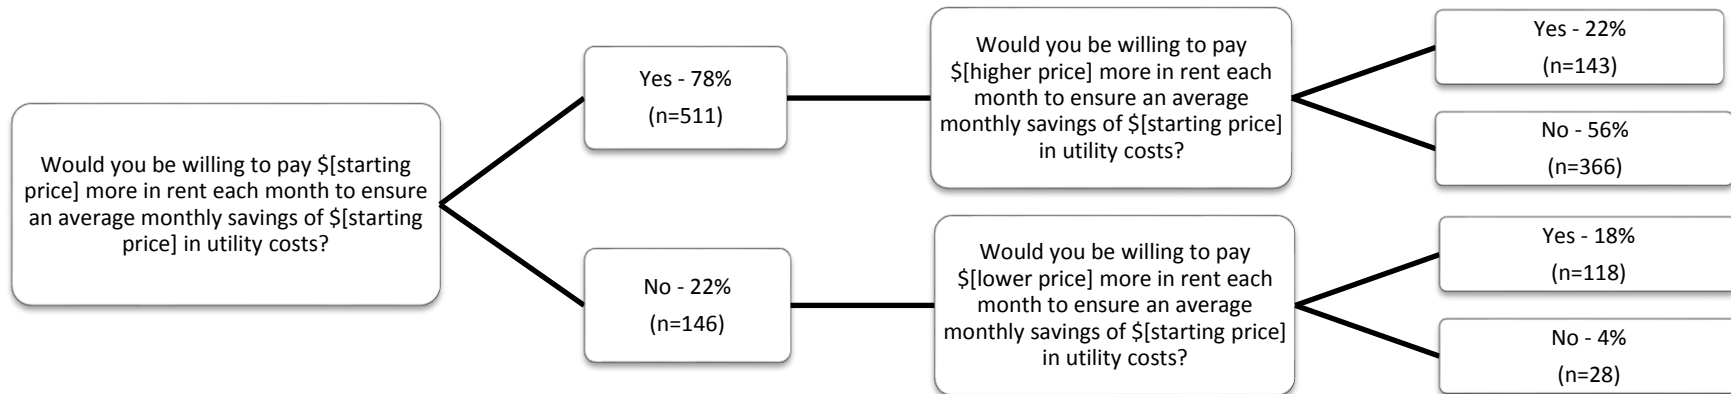 Would you be willing to pay $[starting
price] more in rent each month to ensure
an average monthly savings of $[starting
price] in utility costs?
Yes - 78%
(n=511)
Would you be willing to pay
$[higher price] more in rent each
month to ensure an average
monthly savings of $[starting price]
in utility costs?
Yes - 22%
(n=143)
No - 56%
(n=366)
No - 22%
(n=146)
Would you be willing to pay
$[lower price] more in rent each
month to ensure an average
monthly savings of $[starting price]
in utility costs?
Yes - 18%
(n=118)
No - 4%
(n=28)